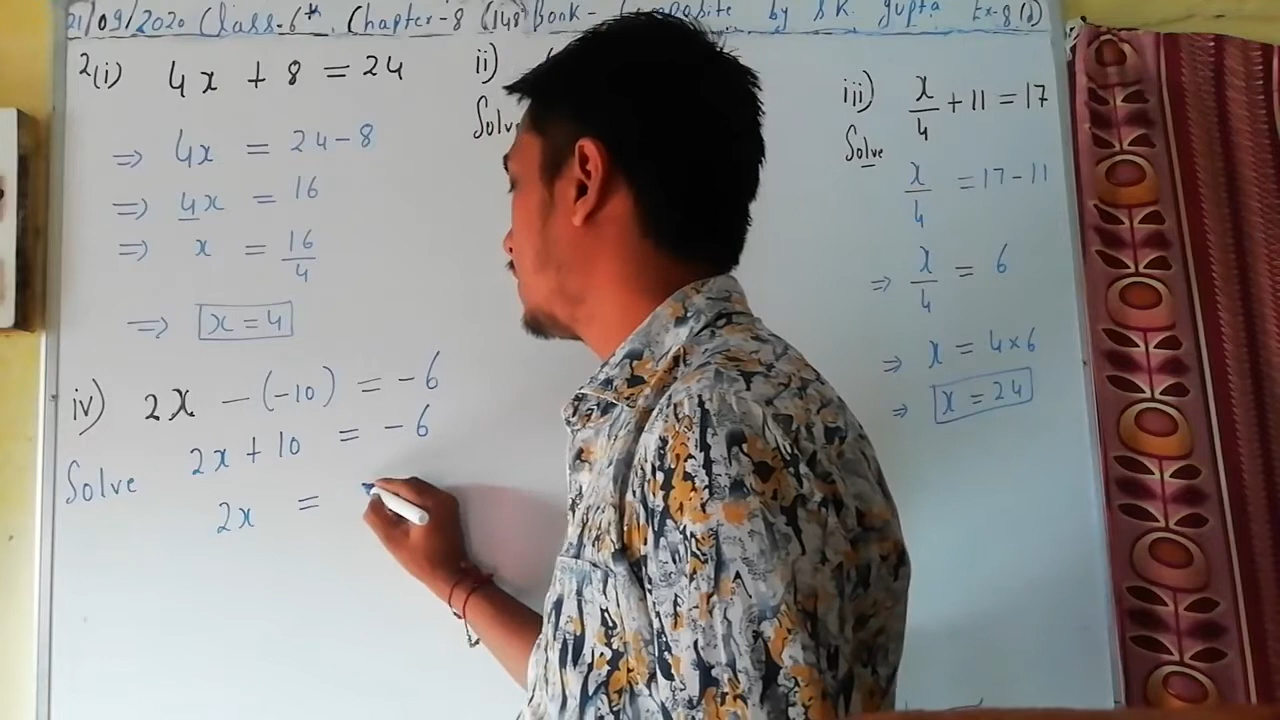 21/09/2020 Class-6th Chapter-8 (148) Book- Composite by S.K. Gupta Ex-8(B)
2(i) 4x + 8 = 24
⇒ 4x = 24-8
⇒ 4x = 16
⇒ x = 16/4
⇒ x = 4
ii)
Solve
iii) x/4 + 11 = 17
Solve
x/4 = 17-11
⇒ x/4 = 6
⇒ x = 4×6
⇒ x = 24
iv) 2x - (-10) = -6
Solve 2x + 10 = -6
2x =